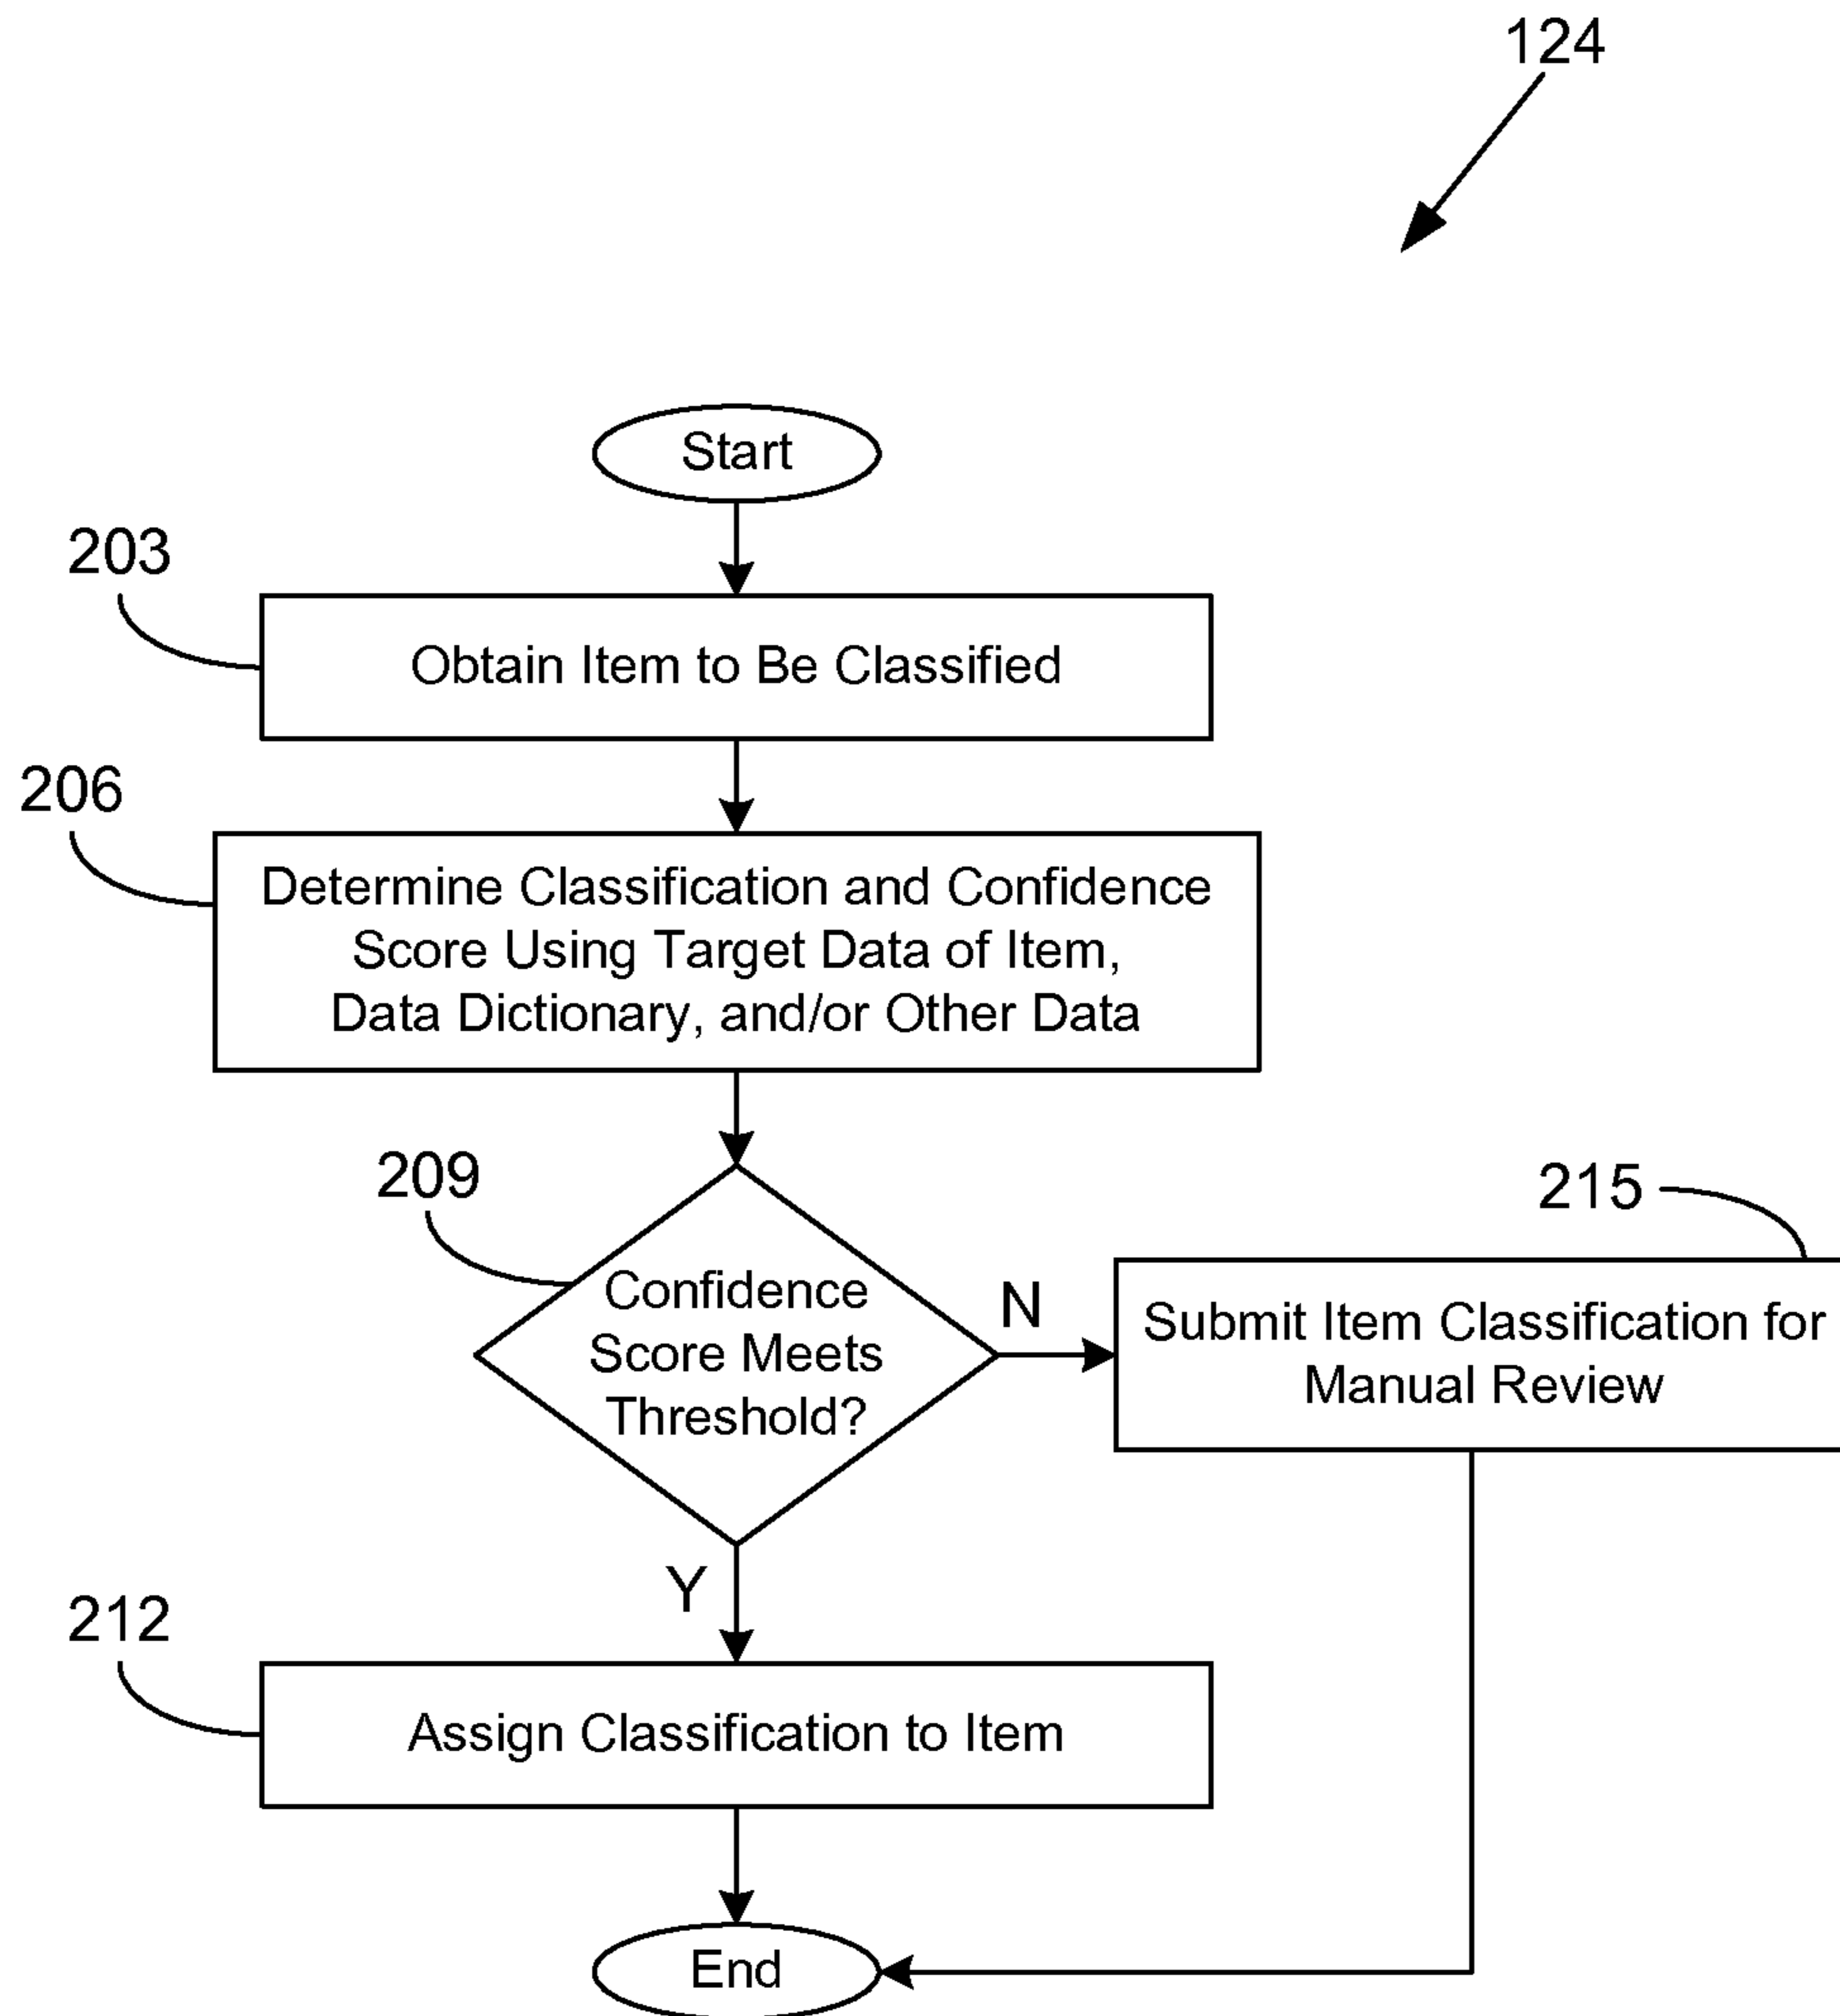 124
Start
203
Obtain Item to Be Classified
206
Determine Classification and Confidence
Score Using Target Data of Item,
Data Dictionary, and/or Other Data
209
Confidence
Score Meets
Threshold?
N
215
Submit Item Classification for
Manual Review
Y
212
Assign Classification to Item
End